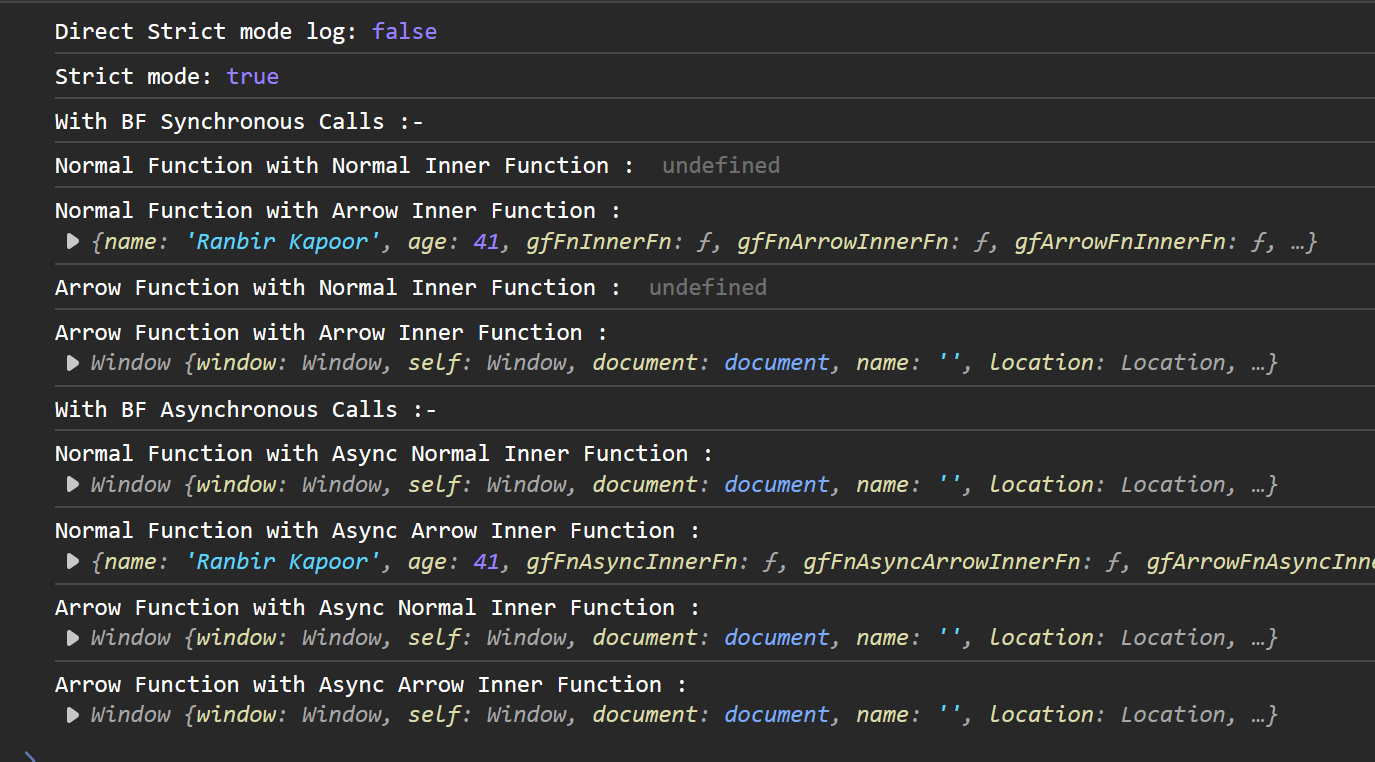 Direct Strict mode log: false
Strict mode: true
With BF Synchronous Calls :-
Normal Function with Normal Inner Function :  undefined
Normal Function with Arrow Inner Function :
▶ {name: 'Ranbir Kapoor', age: 41, gfFnInnerFn: ƒ, gfFnArrowInnerFn: ƒ, gfArrowFnInnerFn: ƒ, …}
Arrow Function with Normal Inner Function :  undefined
Arrow Function with Arrow Inner Function :
▶ Window {window: Window, self: Window, document: document, name: '', location: Location, …}
With BF Asynchronous Calls :-
Normal Function with Async Normal Inner Function :
▶ Window {window: Window, self: Window, document: document, name: '', location: Location, …}
Normal Function with Async Arrow Inner Function :
▶ {name: 'Ranbir Kapoor', age: 41, gfFnAsyncInnerFn: ƒ, gfFnAsyncArrowInnerFn: ƒ, gfArrowFnAsyncInne
Arrow Function with Async Normal Inner Function :
▶ Window {window: Window, self: Window, document: document, name: '', location: Location, …}
Arrow Function with Async Arrow Inner Function :
▶ Window {window: Window, self: Window, document: document, name: '', location: Location, …}